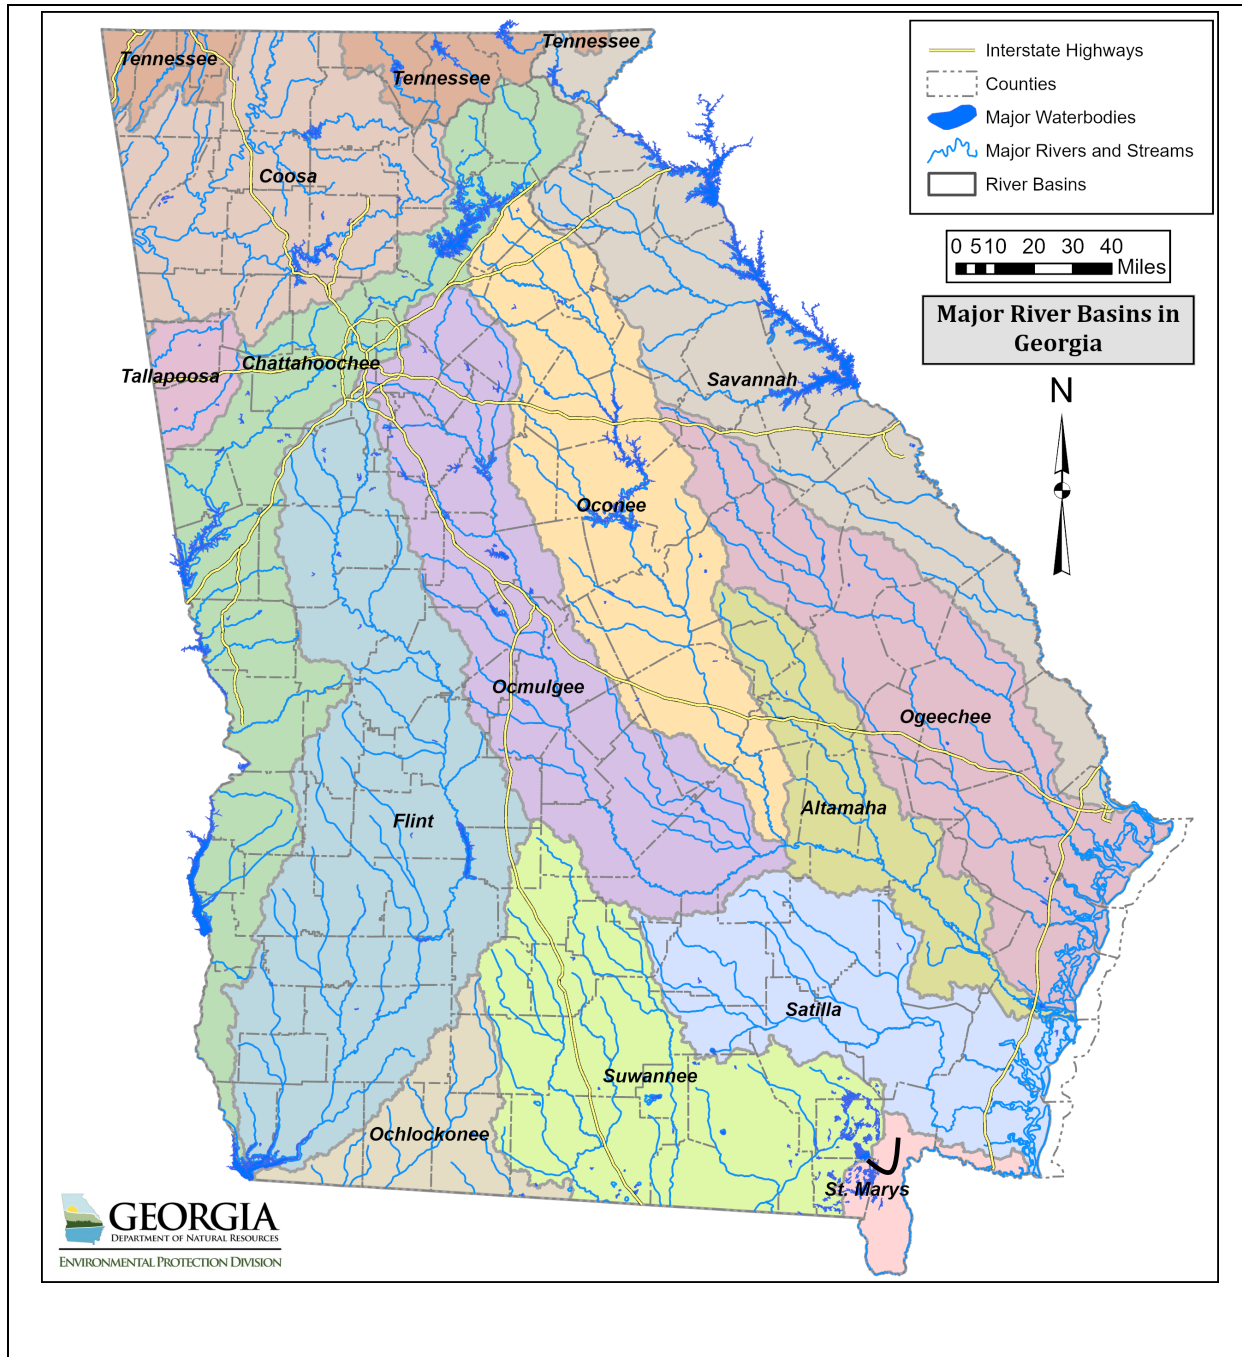 Tennessee
Tennessee
Tennessee
Coosa
Chattahoochee
Tallapoosa
Savannah
Oconee
Ocmulgee
Ogeechee
Flint
Altamaha
Satilla
Suwannee
Ochlockonee
St. Marys
Interstate Highways
Counties
Major Waterbodies
Major Rivers and Streams
River Basins
0 5 10 20 30 40
Miles
Major River Basins in
Georgia
N
GEORGIA
DEPARTMENT OF NATURAL RESOURCES
ENVIRONMENTAL PROTECTION DIVISION